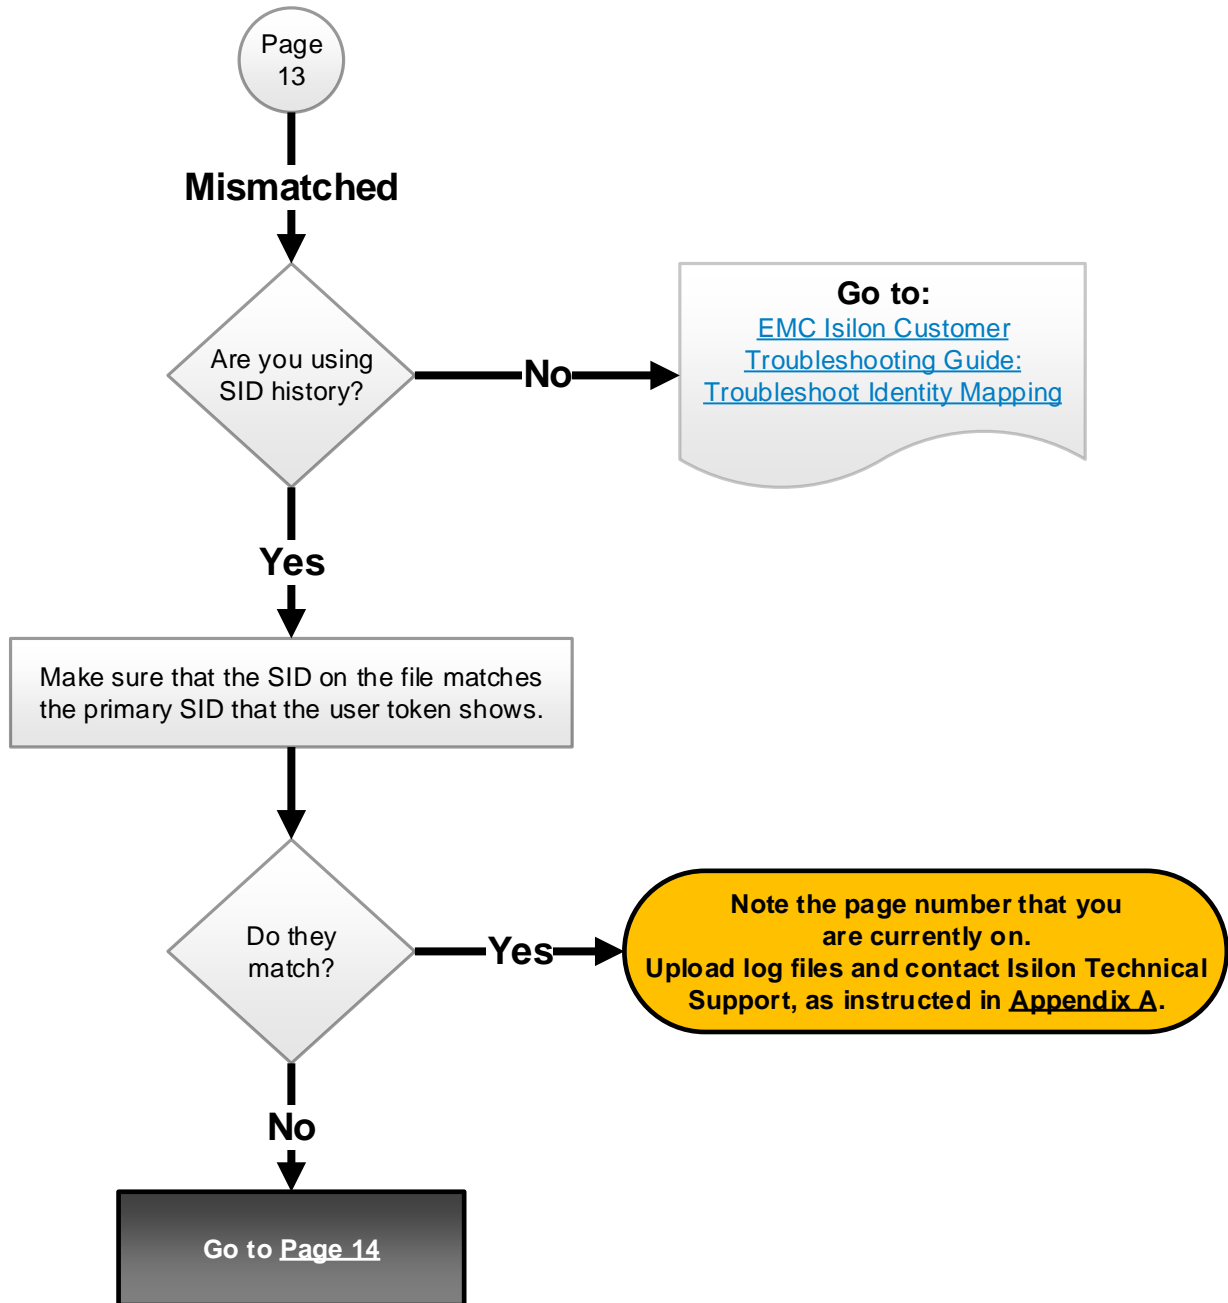 Page
13
Mismatched
Are you using
SID history?
No
Go to:
EMC Isilon Customer
Troubleshooting Guide:
Troubleshoot Identity Mapping
Yes
Make sure that the SID on the file matches
the primary SID that the user token shows.
Do they
match?
Yes
Note the page number that you
are currently on.
Upload log files and contact Isilon Technical
Support, as instructed in Appendix A.
No
Go to Page 14